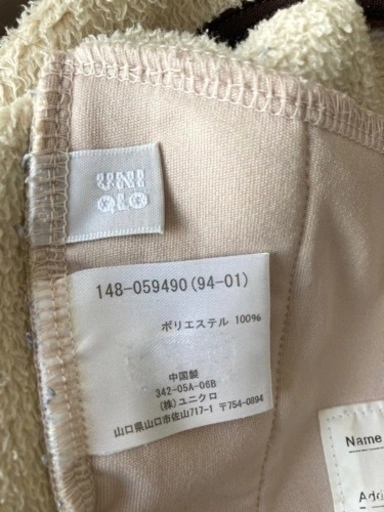 UNI
QLO
148-059490(94-01)
ポリエステル 100%
中国製
342-05A-06B
(株)ユニクロ
山口県山口市佐山717-1 〒754-0894
Name